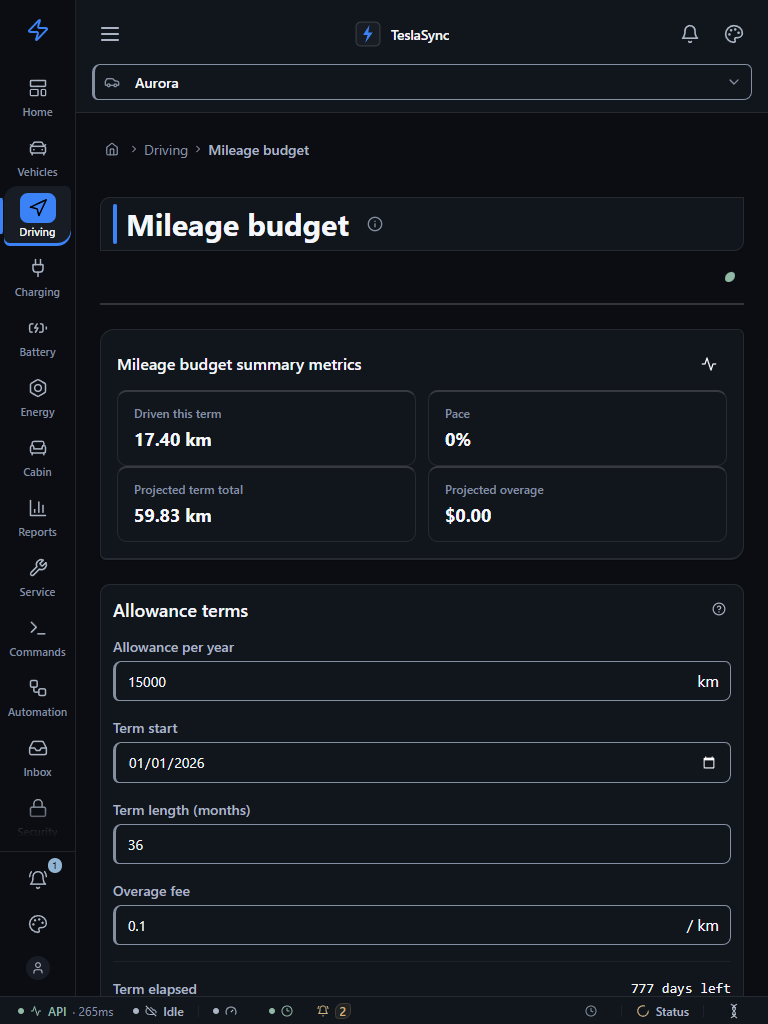 TeslaSync
Aurora
Home
Vehicles
Driving
Charging
Battery
Energy
Cabin
Reports
Service
Commands
Automation
Inbox
Security
1
Driving > Mileage budget
Mileage budget
Mileage budget summary metrics
Driven this term
17.40 km
Pace
0%
Projected term total
59.83 km
Projected overage
$0.00
Allowance terms
Allowance per year
15000 km
Term start
01/01/2026
Term length (months)
36
Overage fee
0.1 / km
Term elapsed 777 days left
API · 265ms Idle 2 Status